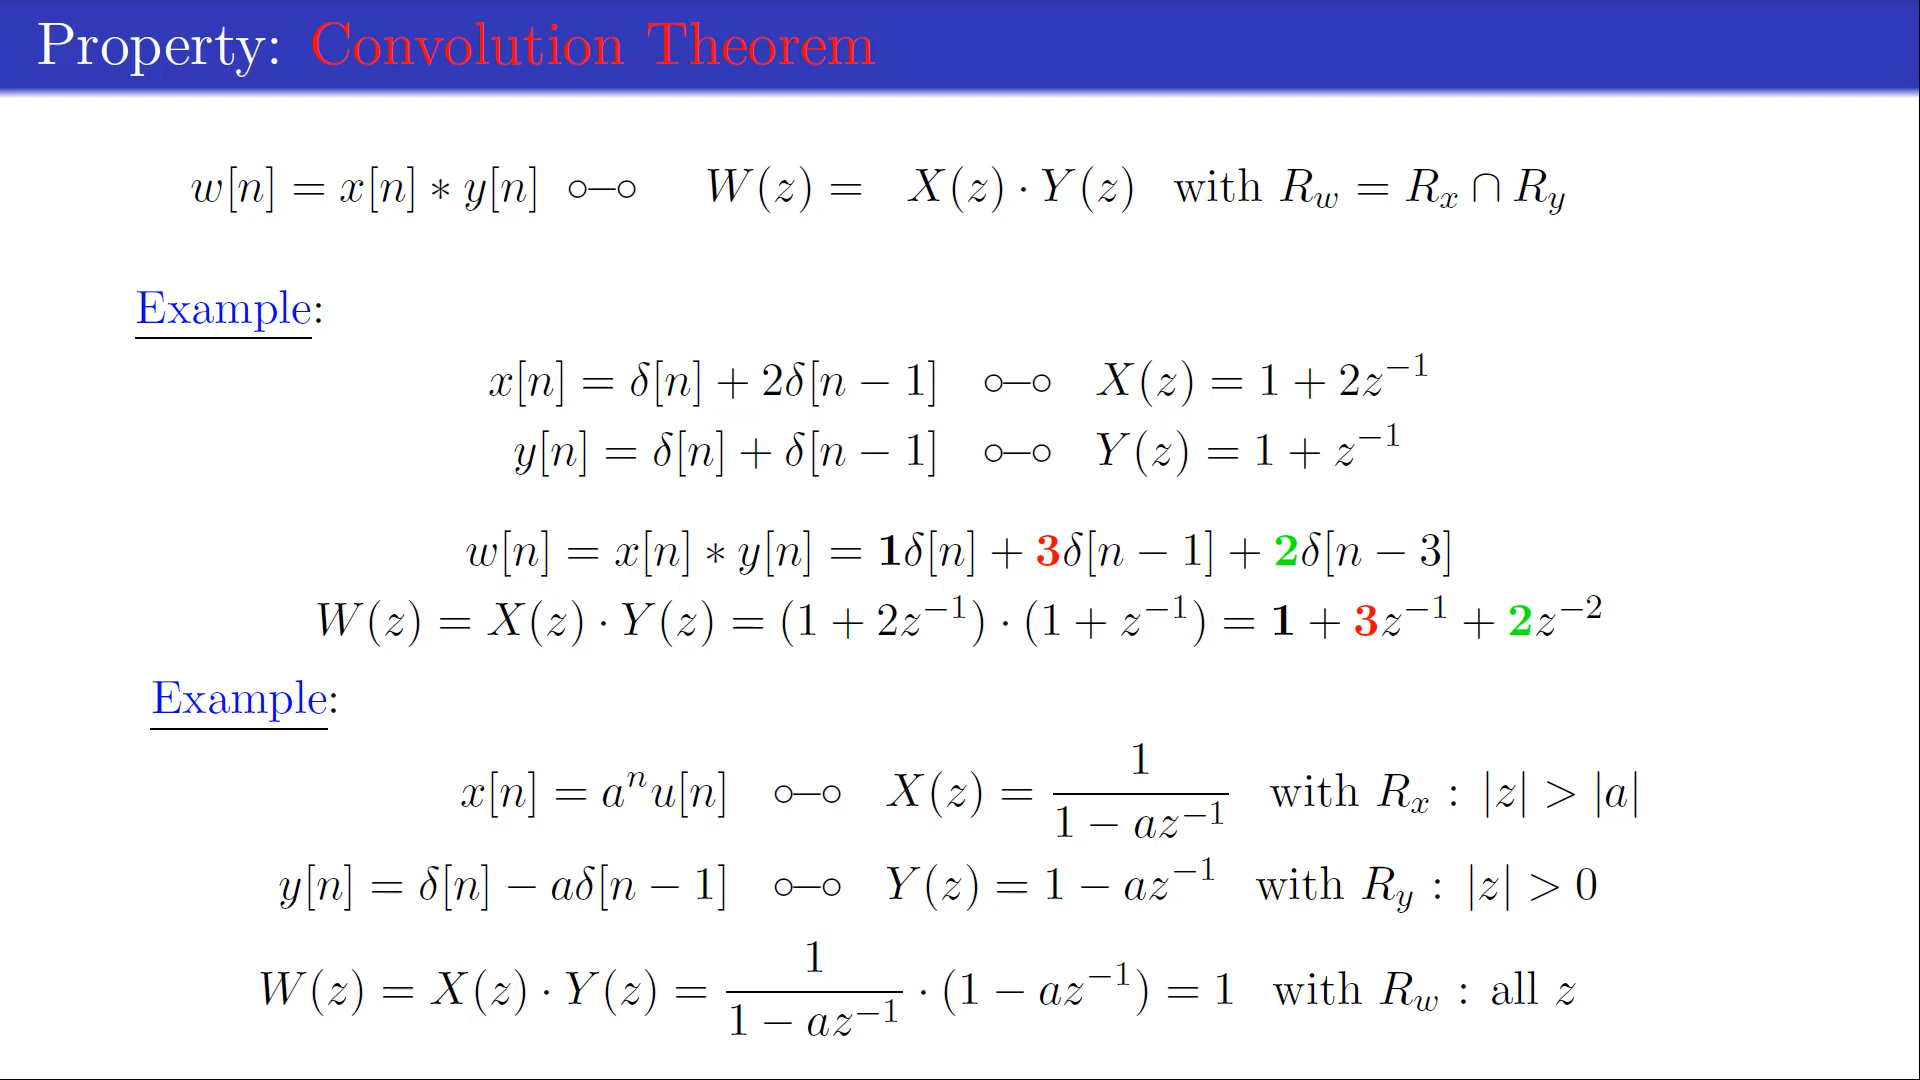 Property: Convolution Theorem
w[n] = x[n] ∗ y[n] ○–○ W(z) = X(z) · Y(z) with R_w = R_x ∩ R_y
Example:
x[n] = δ[n] + 2δ[n − 1] ○–○ X(z) = 1 + 2z^{−1}
y[n] = δ[n] + δ[n − 1] ○–○ Y(z) = 1 + z^{−1}
w[n] = x[n] ∗ y[n] = 1δ[n] + 3δ[n − 1] + 2δ[n − 3]
W(z) = X(z) · Y(z) = (1 + 2z^{−1}) · (1 + z^{−1}) = 1 + 3z^{−1} + 2z^{−2}
Example:
x[n] = a^n u[n] ○–○ X(z) = \frac{1}{1 − az^{−1}} with R_x : |z| > |a|
y[n] = δ[n] − aδ[n − 1] ○–○ Y(z) = 1 − az^{−1} with R_y : |z| > 0
W(z) = X(z) · Y(z) = \frac{1}{1 − az^{−1}} · (1 − az^{−1}) = 1 with R_w : all z